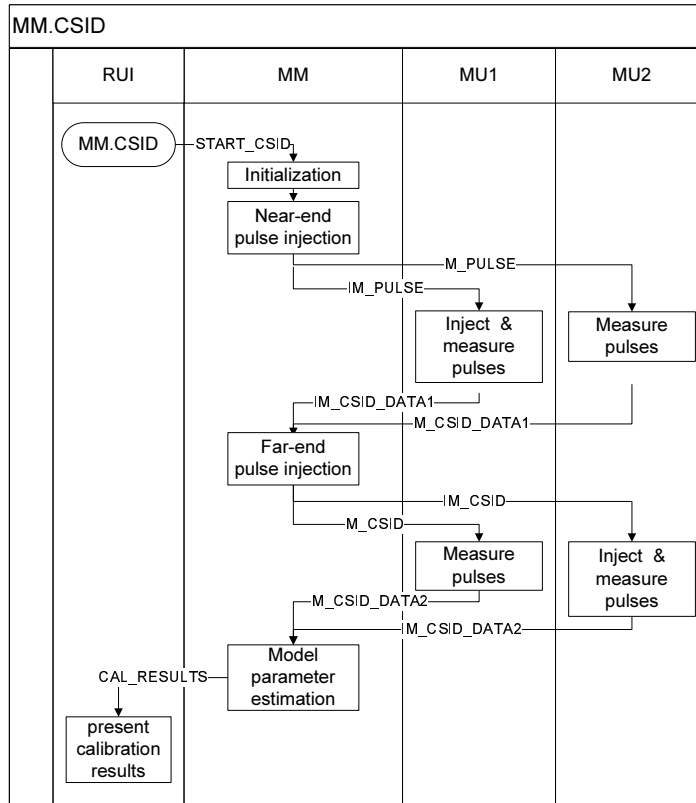 MM.CSID
RUI
MM
MU1
MU2
MM.CSID
START_CSID
Initialization
Near-end
pulse injection
M_PULSE
IM_PULSE
Inject & 
measure
pulses
Measure
pulses
IM_CSID_DATA1
M_CSID_DATA1
Far-end
pulse injection
IM_CSID
M_CSID
Measure
pulses
Inject &
measure
pulses
M_CSID_DATA2
IM_CSID_DATA2
Model
parameter
estimation
CAL_RESULTS
present
calibration
results